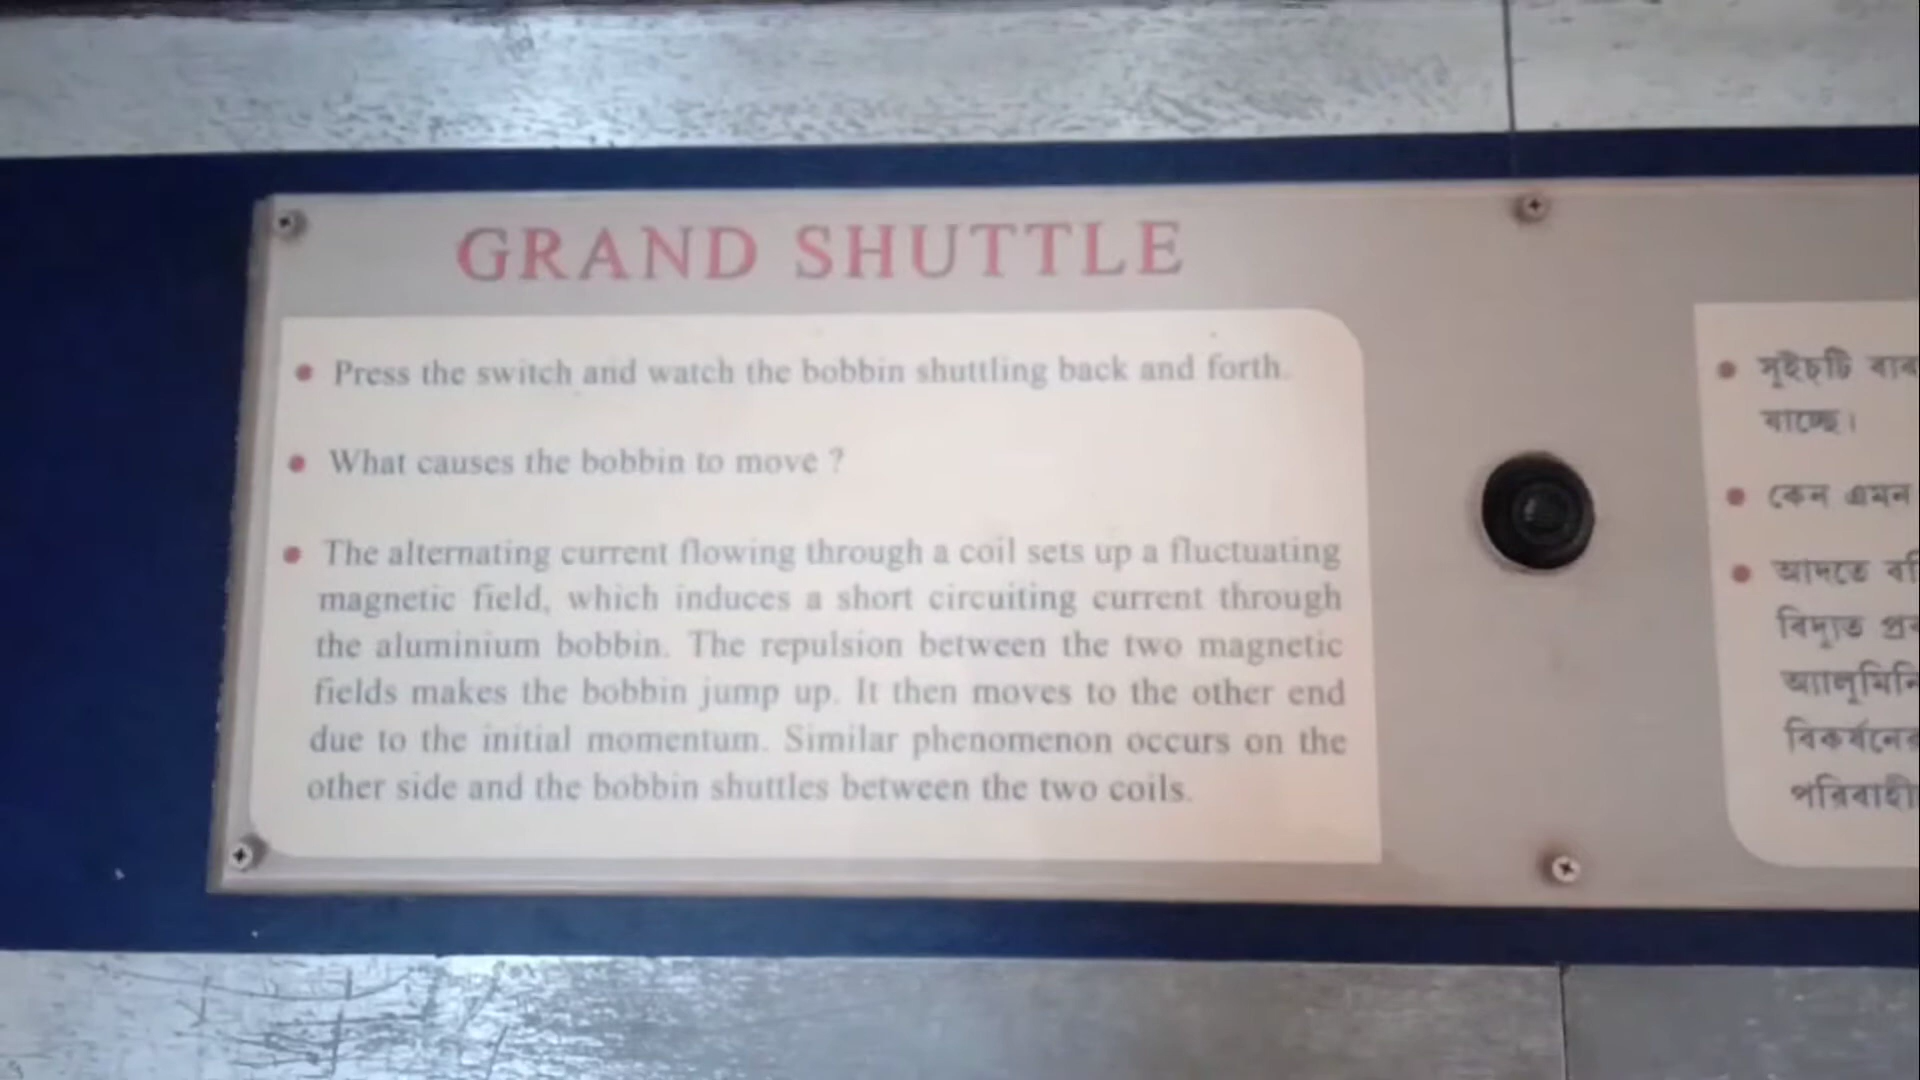 GRAND SHUTTLE
• Press the switch and watch the bobbin shuttling back and forth.
• What causes the bobbin to move ?
• The alternating current flowing through a coil sets up a fluctuating
magnetic field, which induces a short circuiting current through
the aluminium bobbin. The repulsion between the two magnetic
fields makes the bobbin jump up. It then moves to the other end
due to the initial momentum. Similar phenomenon occurs on the
other side and the bobbin shuttles between the two coils.
• সুইচটি
যাচ্ছে।
• কেন এমন
• আসতে
বিদ্যুত